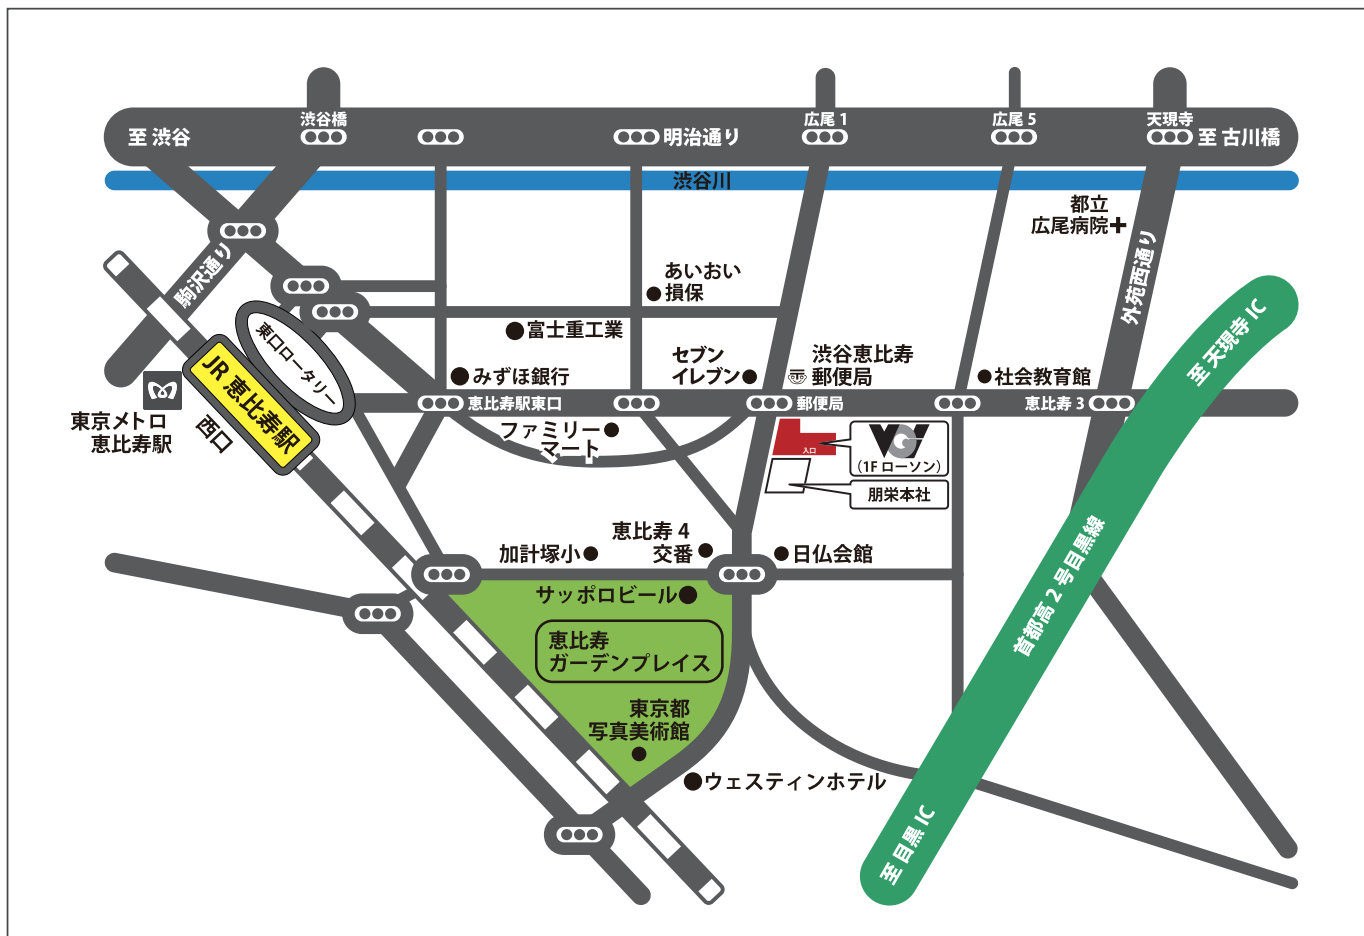 渋谷橋
広尾 1
広尾 5
天現寺
至 渋谷
明治通り
至 古川橋
渋谷川
都立
広尾病院
駒沢通り
外苑西通り
あいおい
損保
富士重工業
東口ロータリー
至 天現寺 IC
セブン
イレブン
渋谷恵比寿
郵便局
みずほ銀行
社会教育館
JR 恵比寿駅
東京メトロ
恵比寿駅
西口
恵比寿駅東口
郵便局
恵比寿 3
ファミリー
マート
入口
(1F ローソン)
朋栄本社
恵比寿 4
交番
加計塚小
日仏会館
首都高 2 号目黒線
サッポロビール
恵比寿
ガーデンプレイス
東京都
写真美術館
ウェスティンホテル
至 目黒 IC